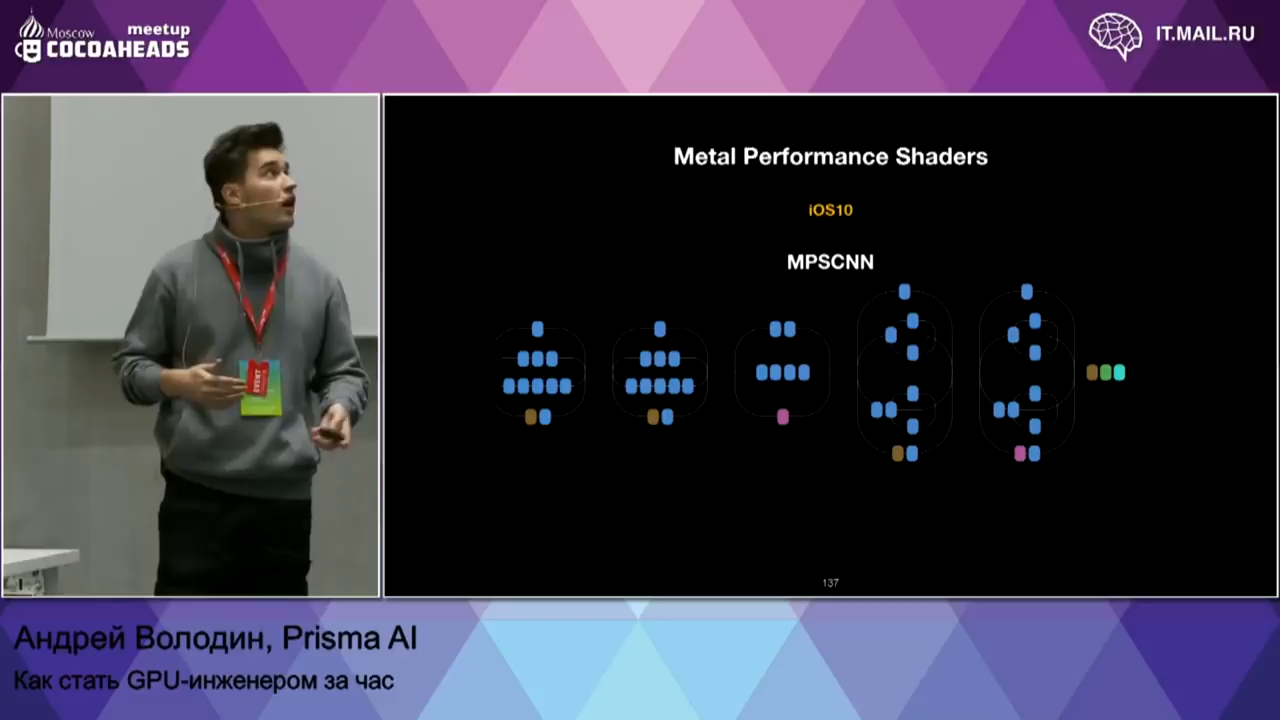 Moscow
meetup
COCOAHEADS
IT.MAIL.RU
Metal Performance Shaders
iOS10
MPSCNN
EVENT
137
Андрей Володин, Prisma AI
Как стать GPU-инженером за час